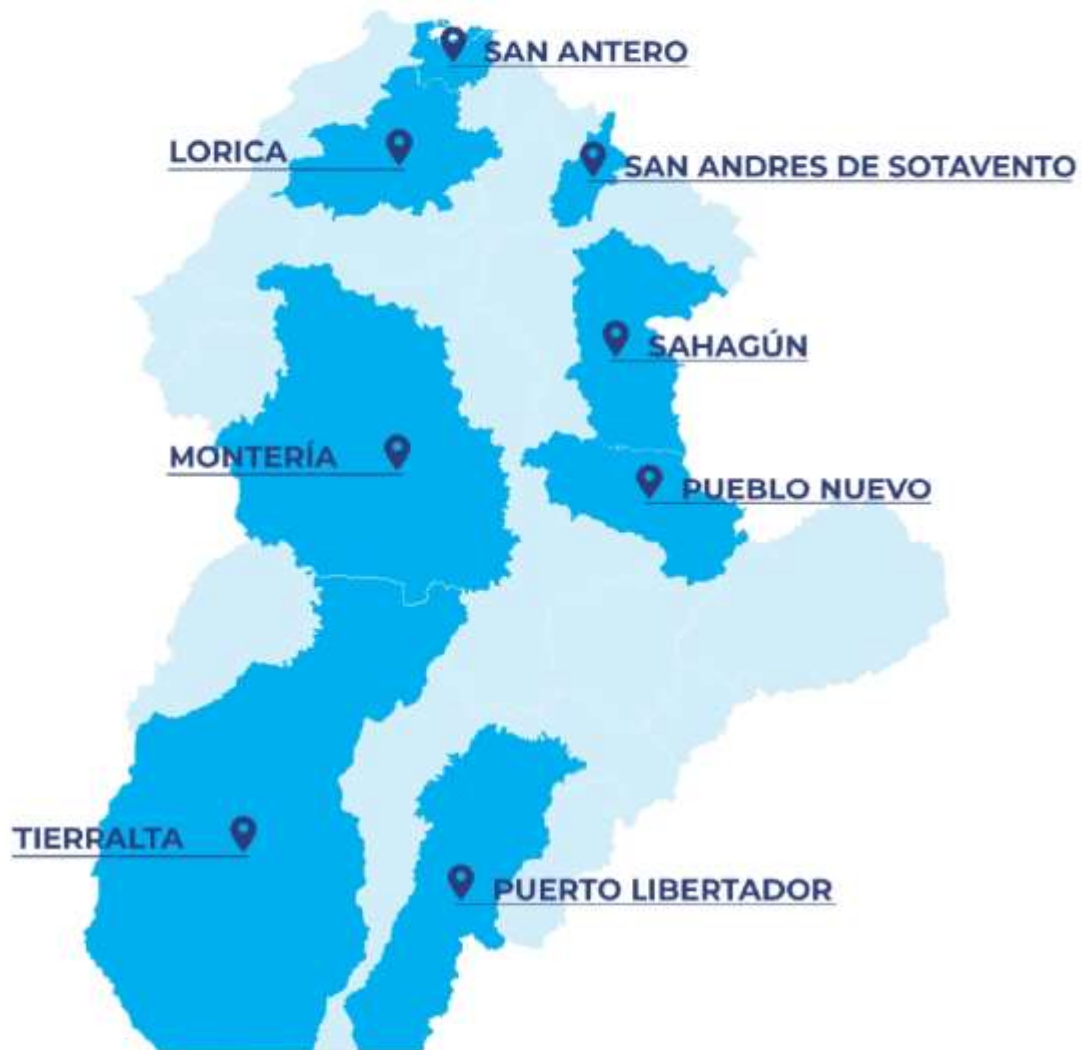 SAN ANTERO
LORICA
SAN ANDRES DE SOTAVENTO
SAHAGÚN
MONTERÍA
PUEBLO NUEVO
TIERRALTA
PUERTO LIBERTADOR